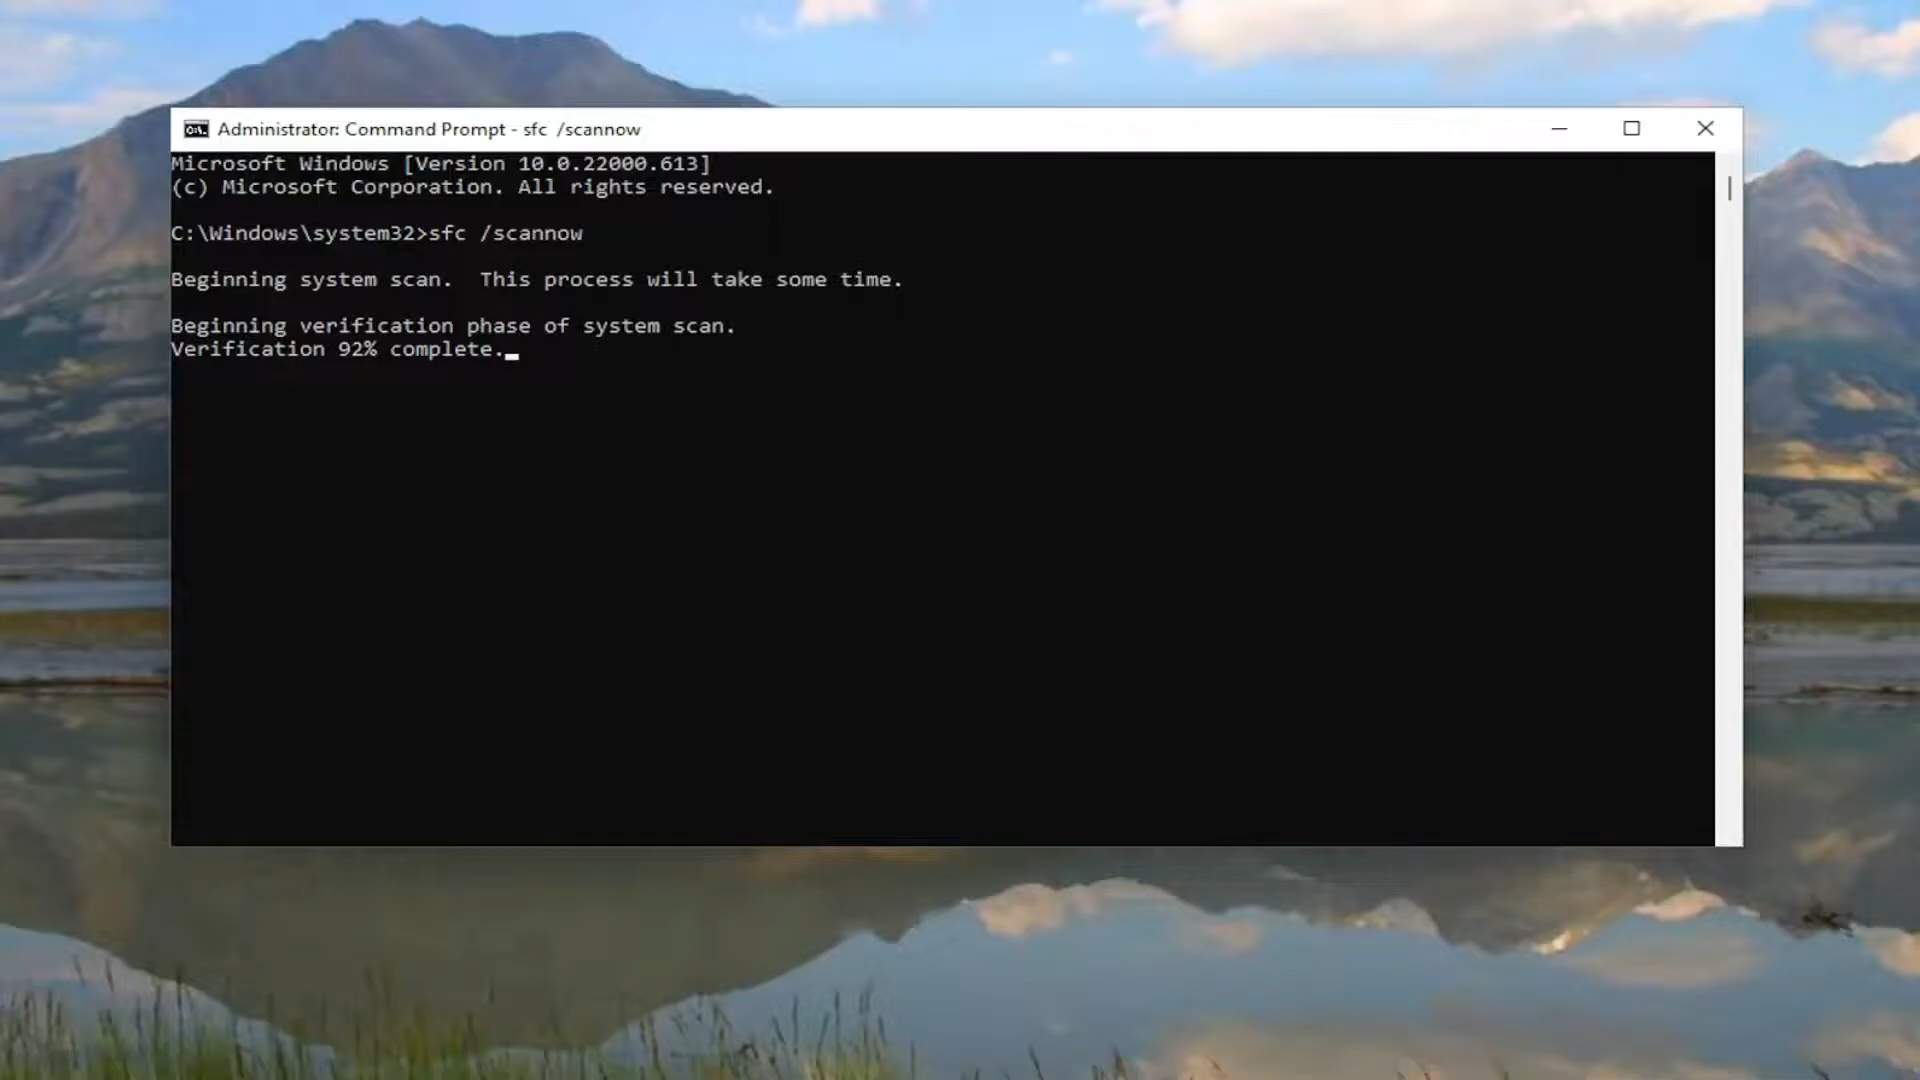 Administrator: Command Prompt - sfc  /scannow
Microsoft Windows [Version 10.0.22000.613]
(c) Microsoft Corporation. All rights reserved.
C:\Windows\system32>sfc /scannow
Beginning system scan.  This process will take some time.
Beginning verification phase of system scan.
Verification 92% complete.